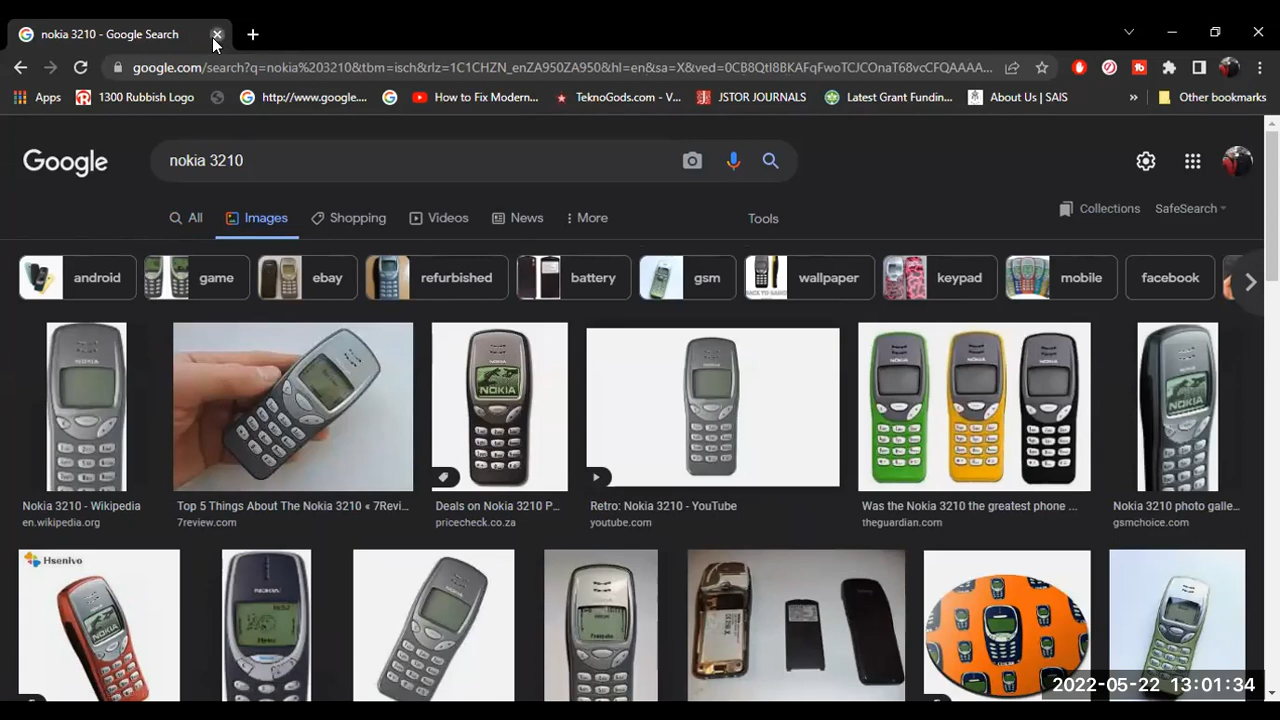 nokia 3210 - Google Search
google.com/search?q=nokia%203210&tbm=isch&rlz=1C1CHZN_enZA950ZA950&hl=en&sa=X&ved=0CB8QtI8BKAFqFwoTCJCOnaT68vcCFQAAAA...
Apps 1300 Rubbish Logo http://www.google.... How to Fix Modern... TeknoGods.com - V... JSTOR JOURNALS Latest Grant Fundin... About Us | SAIS » Other bookmarks
Google nokia 3210
All Images Shopping Videos News More Tools Collections SafeSearch
android game ebay refurbished battery gsm wallpaper keypad mobile facebook
NOKIA
NOKIA
Nokia 3210 - Wikipedia Top 5 Things About The Nokia 3210 « 7Revi... Deals on Nokia 3210 P... Retro: Nokia 3210 - YouTube Was the Nokia 3210 the greatest phone ... Nokia 3210 photo galle...
en.wikipedia.org 7review.com pricecheck.co.za youtube.com theguardian.com gsmchoice.com
Hsenivo
NOKIA
Menu
2022-05-22 13:01:34